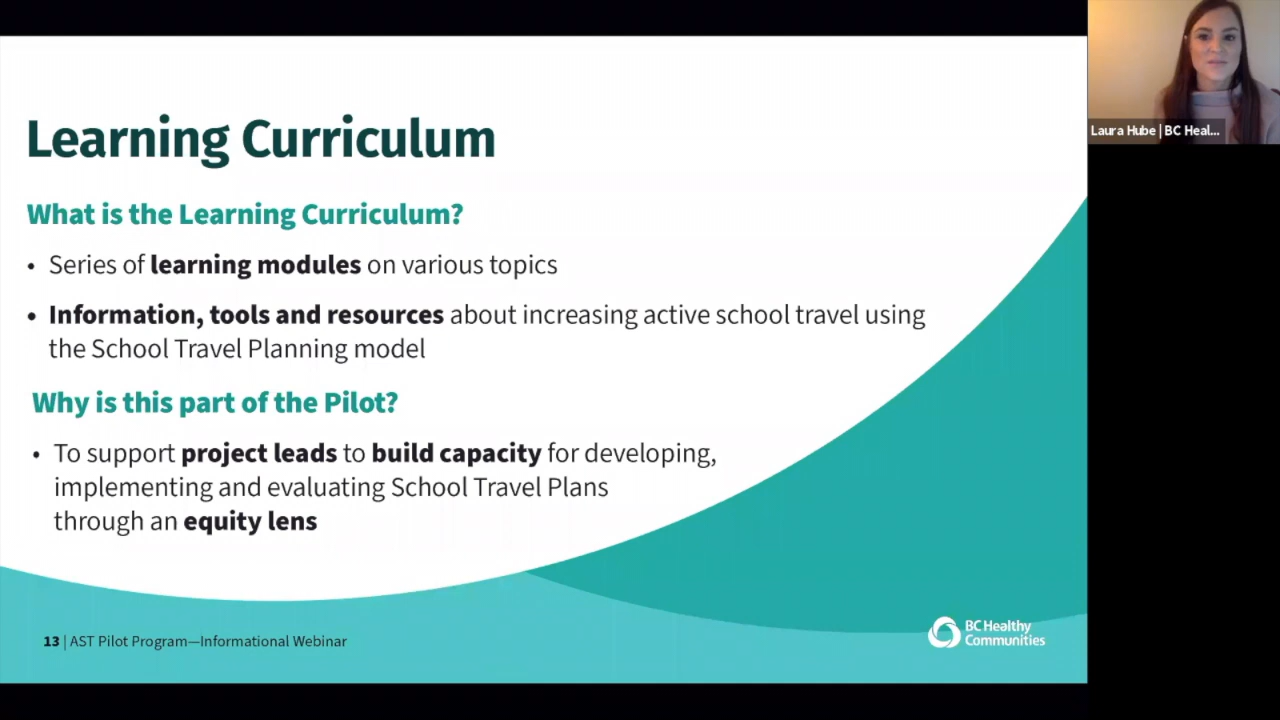 Learning Curriculum
What is the Learning Curriculum?
• Series of learning modules on various topics
• Information, tools and resources about increasing active school travel using
the School Travel Planning model
Why is this part of the Pilot?
• To support project leads to build capacity for developing,
implementing and evaluating School Travel Plans
through an equity lens
13 | AST Pilot Program—Informational Webinar
BC Healthy
Communities
Laura Hube | BC Heal...